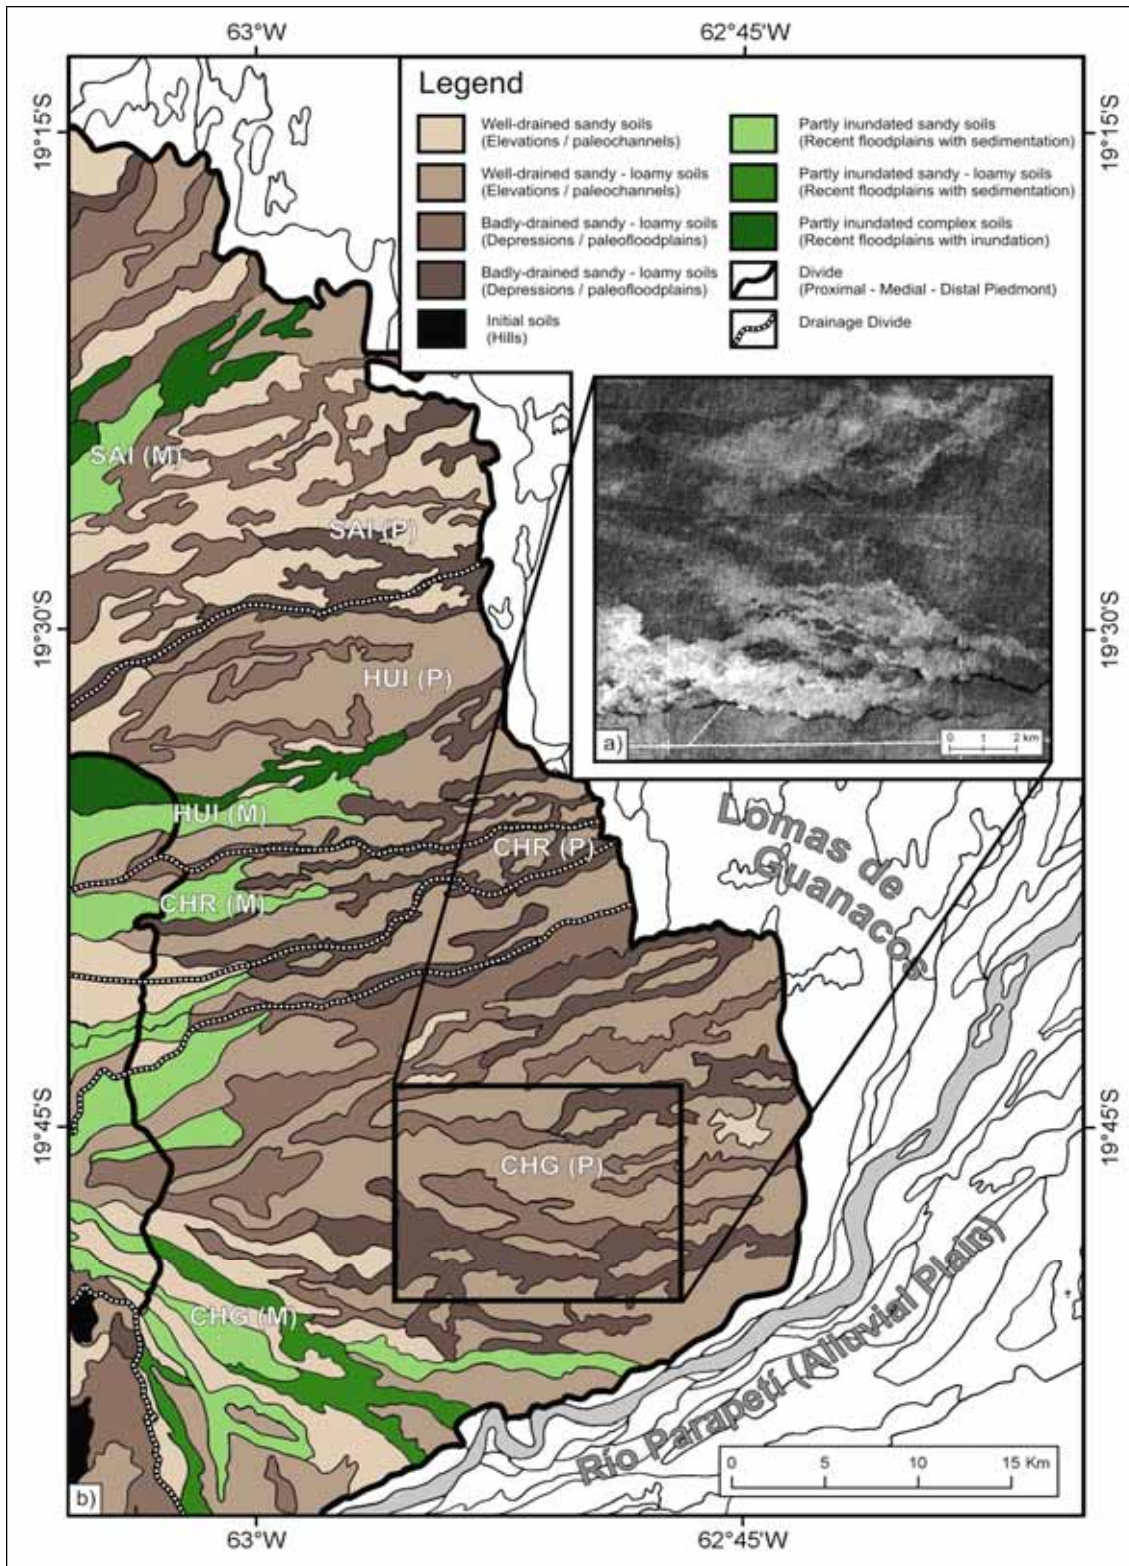 63°W 62°45'W
Legend
Well-drained sandy soils
(Elevations / paleochannels)
Well-drained sandy - loamy soils
(Elevations / paleochannels)
Badly-drained sandy - loamy soils
(Depressions / paleofloodplains)
Badly-drained sandy - loamy soils
(Depressions / paleofloodplains)
Initial soils
(Hills)
Partly inundated sandy soils
(Recent floodplains with sedimentation)
Partly inundated sandy - loamy soils
(Recent floodplains with sedimentation)
Partly inundated complex soils
(Recent floodplains with inundation)
Divide
(Proximal - Medial - Distal Piedmont)
Drainage Divide
19°15'S
19°15'S
SAI (M)
SAI (P)
19°30'S
19°30'S
HUI (P)
a)
0 1 2 km
HUI (M)
CHR (P)
CHR (M)
Lomas de
Guanacos
19°45'S
19°45'S
CHG (P)
CHG (M)
Río Parapetí (Alluvial Plain)
0 5 10 15 Km
b)
63°W 62°45'W